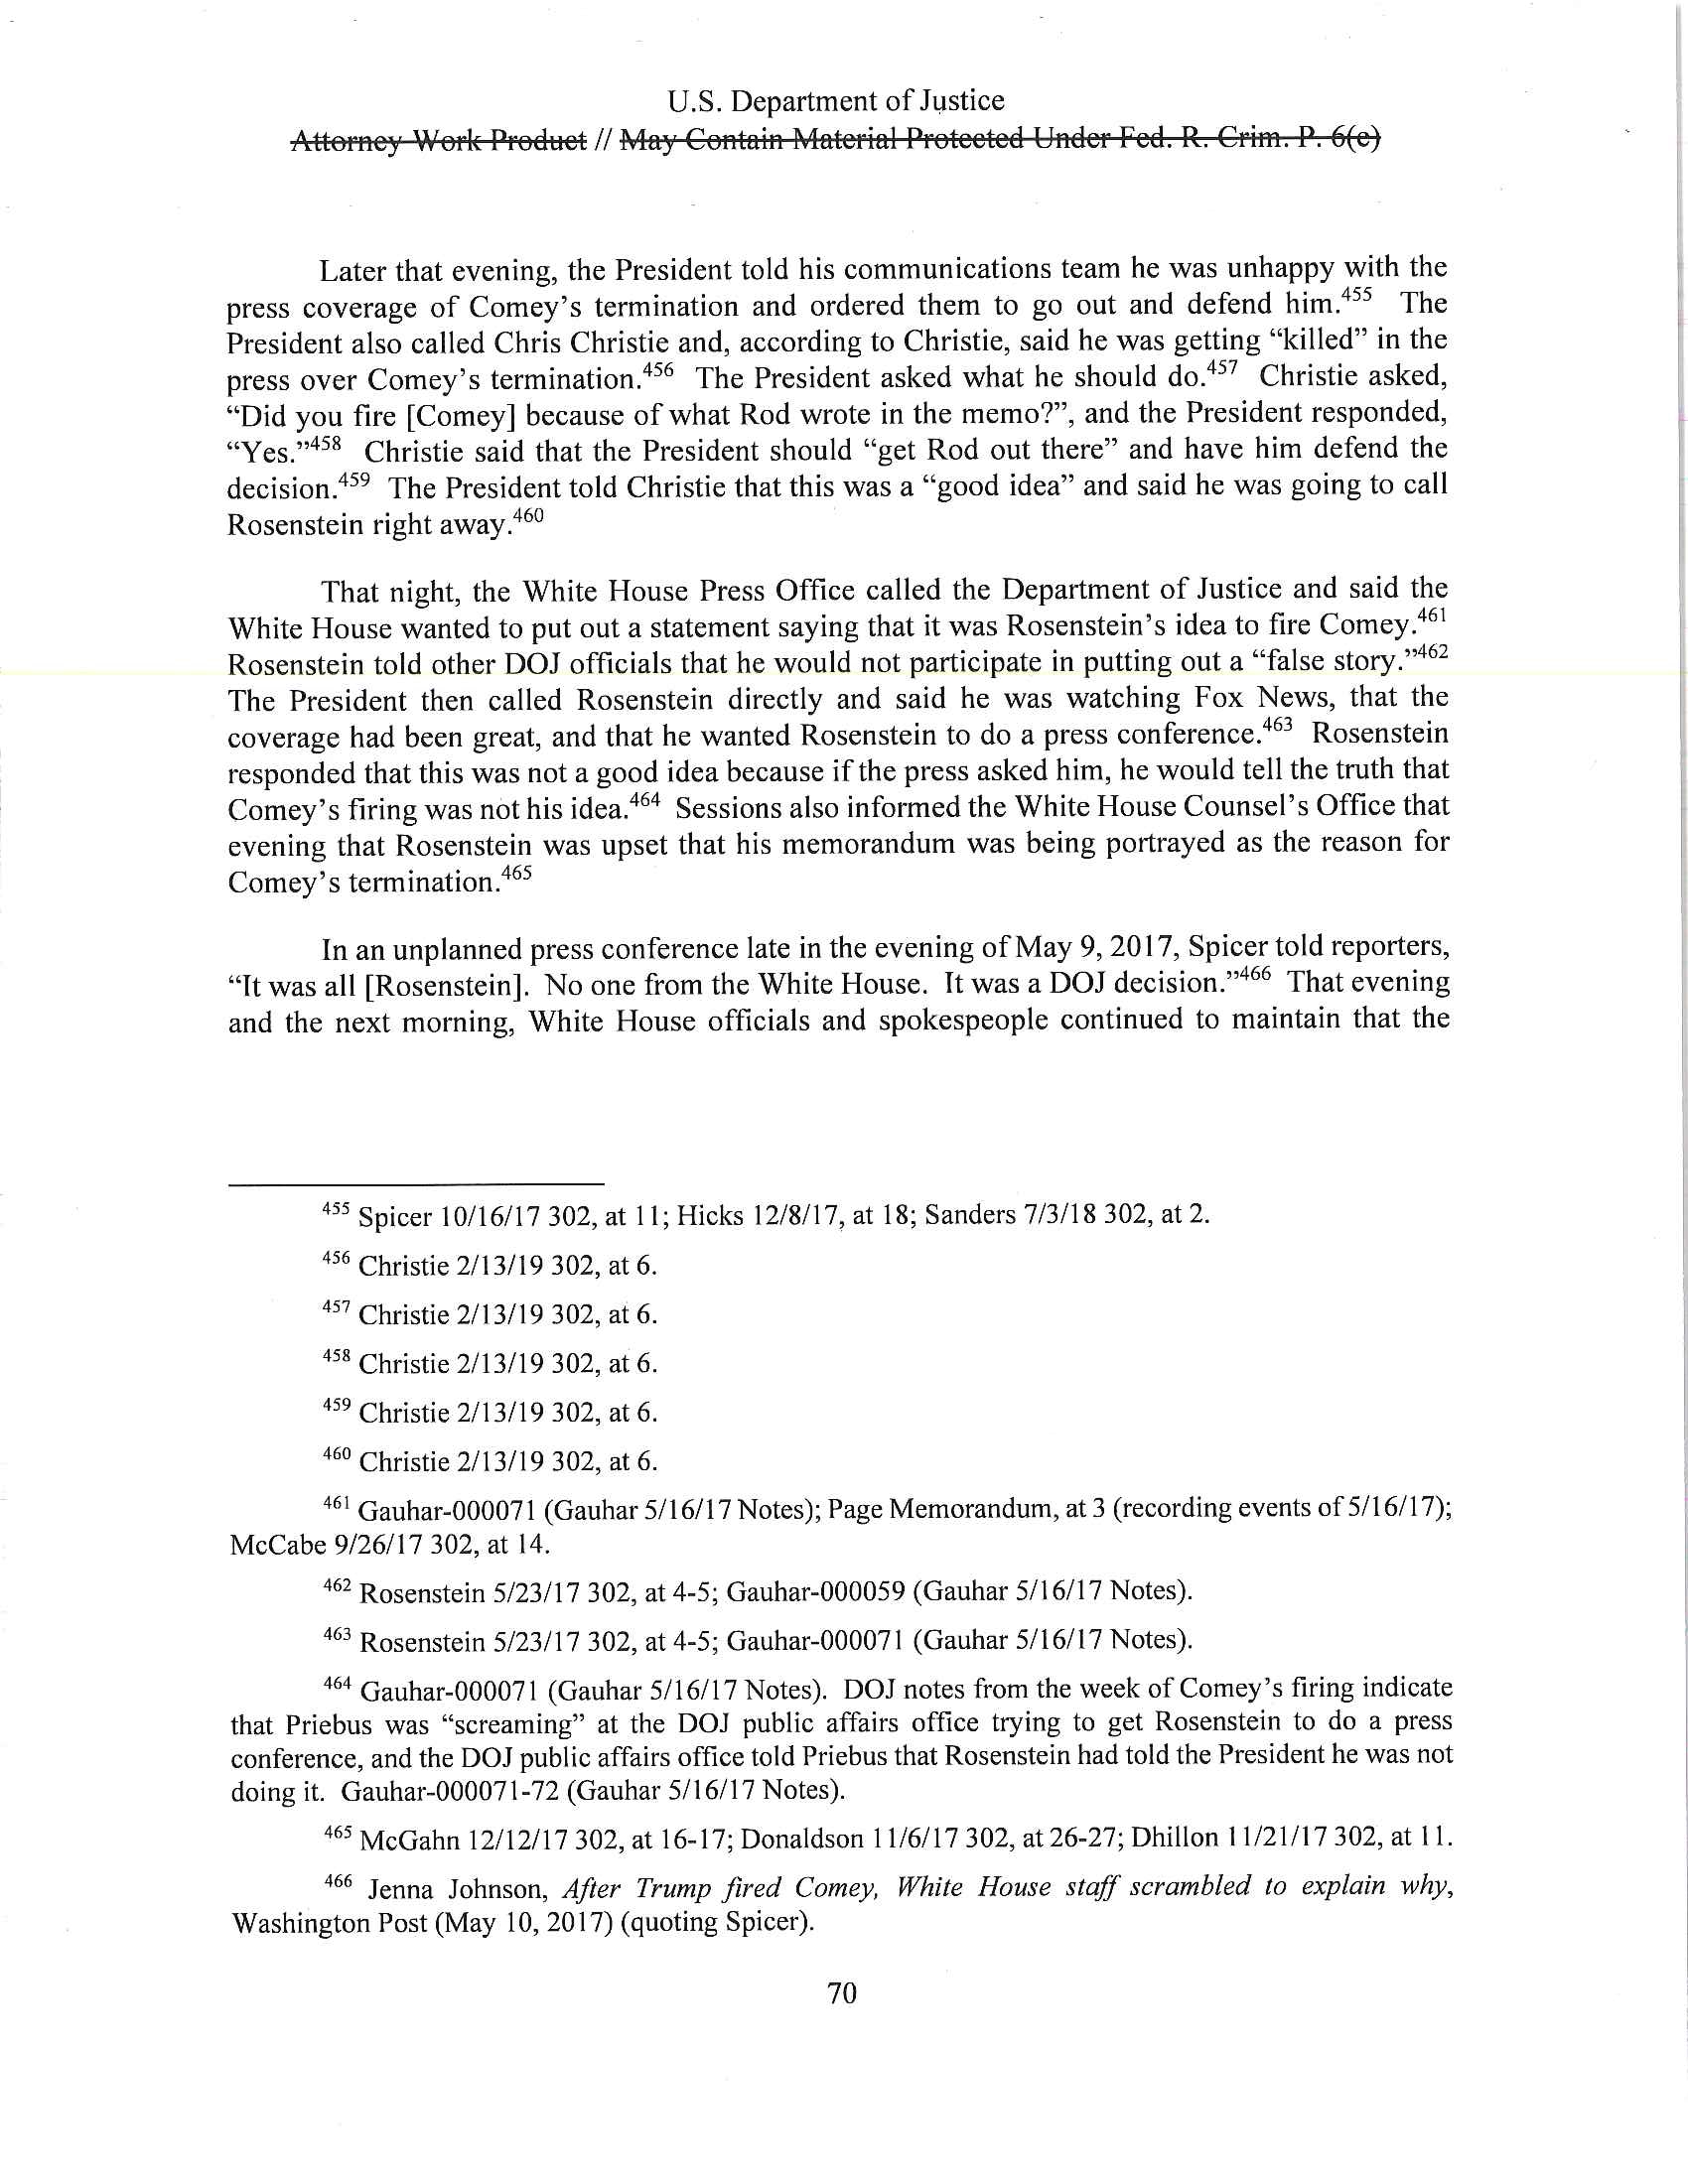 U.S. Department of Justice
Attorney Work Product // May Contain Material Protected Under Fed. R. Crim. P. 6(e)
Later that evening, the President told his communications team he was unhappy with the
press coverage of Comey's termination and ordered them to go out and defend him.455 The
President also called Chris Christie and, according to Christie, said he was getting “killed” in the
press over Comey's termination.456 The President asked what he should do.457 Christie asked,
“Did you fire [Comey] because of what Rod wrote in the memo?”, and the President responded,
“Yes.”458 Christie said that the President should “get Rod out there” and have him defend the
decision.459 The President told Christie that this was a “good idea” and said he was going to call
Rosenstein right away.460
That night, the White House Press Office called the Department of Justice and said the
White House wanted to put out a statement saying that it was Rosenstein's idea to fire Comey.461
Rosenstein told other DOJ officials that he would not participate in putting out a “false story.”462
The President then called Rosenstein directly and said he was watching Fox News, that the
coverage had been great, and that he wanted Rosenstein to do a press conference.463 Rosenstein
responded that this was not a good idea because if the press asked him, he would tell the truth that
Comey's firing was not his idea.464 Sessions also informed the White House Counsel's Office that
evening that Rosenstein was upset that his memorandum was being portrayed as the reason for
Comey's termination.465
In an unplanned press conference late in the evening of May 9, 2017, Spicer told reporters,
“It was all [Rosenstein]. No one from the White House. It was a DOJ decision.”466 That evening
and the next morning, White House officials and spokespeople continued to maintain that the
455 Spicer 10/16/17 302, at 11; Hicks 12/8/17, at 18; Sanders 7/3/18 302, at 2.
456 Christie 2/13/19 302, at 6.
457 Christie 2/13/19 302, at 6.
458 Christie 2/13/19 302, at 6.
459 Christie 2/13/19 302, at 6.
460 Christie 2/13/19 302, at 6.
461 Gauhar-000071 (Gauhar 5/16/17 Notes); Page Memorandum, at 3 (recording events of 5/16/17);
McCabe 9/26/17 302, at 14.
462 Rosenstein 5/23/17 302, at 4-5; Gauhar-000059 (Gauhar 5/16/17 Notes).
463 Rosenstein 5/23/17 302, at 4-5; Gauhar-000071 (Gauhar 5/16/17 Notes).
464 Gauhar-000071 (Gauhar 5/16/17 Notes). DOJ notes from the week of Comey's firing indicate
that Priebus was “screaming” at the DOJ public affairs office trying to get Rosenstein to do a press
conference, and the DOJ public affairs office told Priebus that Rosenstein had told the President he was not
doing it. Gauhar-000071-72 (Gauhar 5/16/17 Notes).
465 McGahn 12/12/17 302, at 16-17; Donaldson 11/6/17 302, at 26-27; Dhillon 11/21/17 302, at 11.
466 Jenna Johnson, After Trump fired Comey, White House staff scrambled to explain why,
Washington Post (May 10, 2017) (quoting Spicer).
70